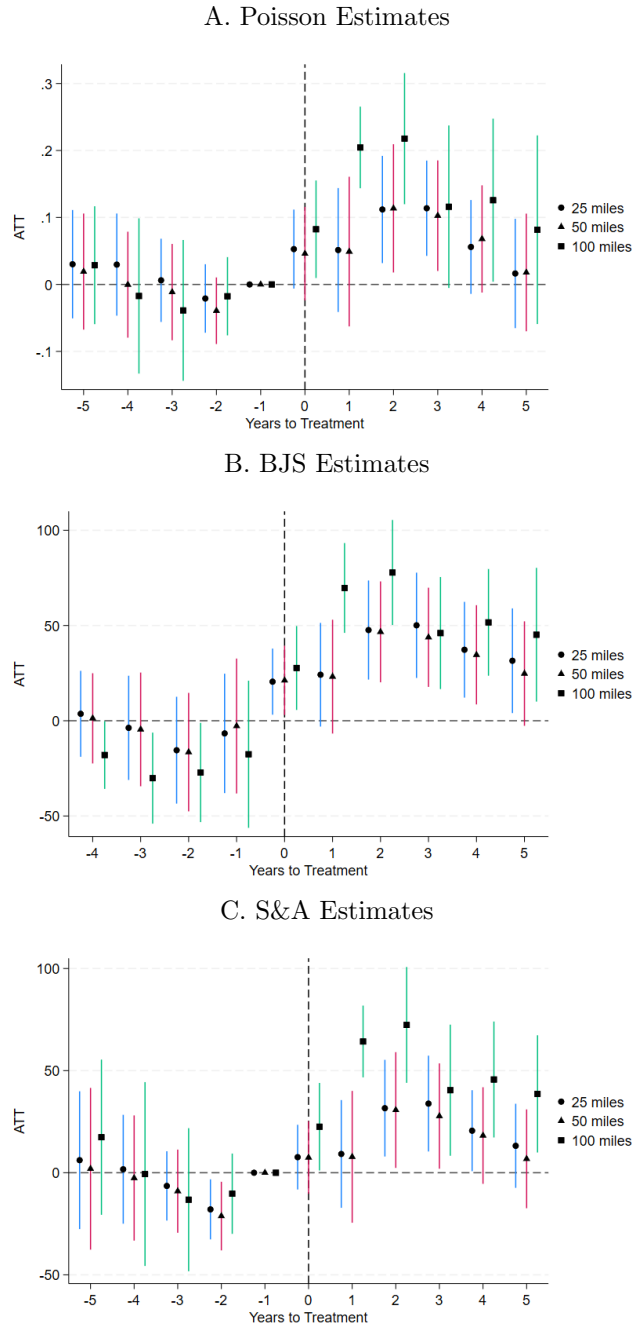 A. Poisson Estimates
.3
.2
.1
0
-.1
ATT
-5 -4 -3 -2 -1 0 1 2 3 4 5
Years to Treatment
25 miles
50 miles
100 miles
B. BJS Estimates
100
50
0
-50
ATT
-4 -3 -2 -1 0 1 2 3 4 5
Years to Treatment
25 miles
50 miles
100 miles
C. S&A Estimates
100
50
0
-50
ATT
-5 -4 -3 -2 -1 0 1 2 3 4 5
Years to Treatment
25 miles
50 miles
100 miles